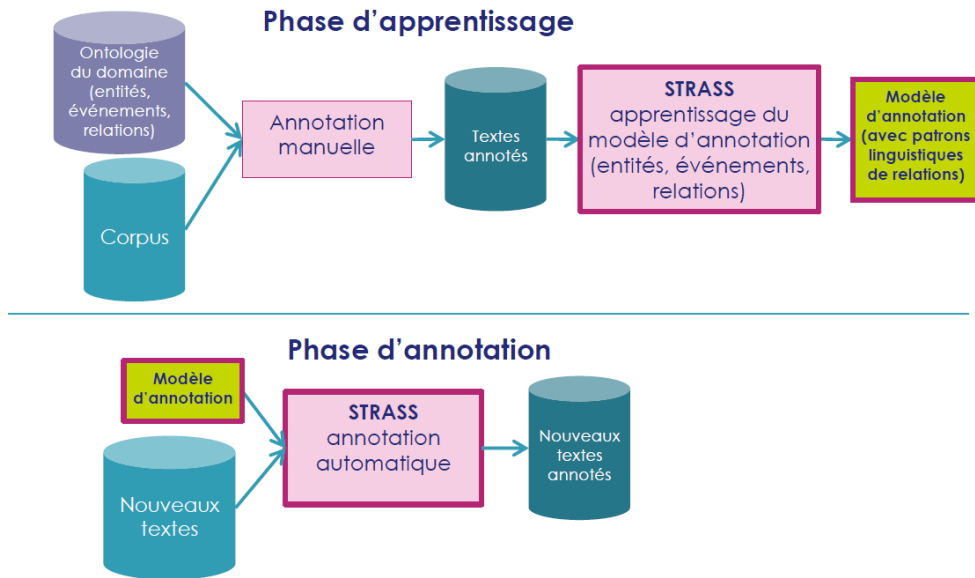 Phase d'apprentissage
Ontologie
du domaine
(entités,
événements,
relations)
Corpus
Annotation
manuelle
Textes
annotés
STRASS
apprentissage du
modèle d'annotation
(entités, événements,
relations)
Modèle
d'annotation
(avec patrons
linguistiques
de relations)
Phase d'annotation
Modèle
d'annotation
Nouveaux
textes
STRASS
annotation
automatique
Nouveaux
textes
annotés